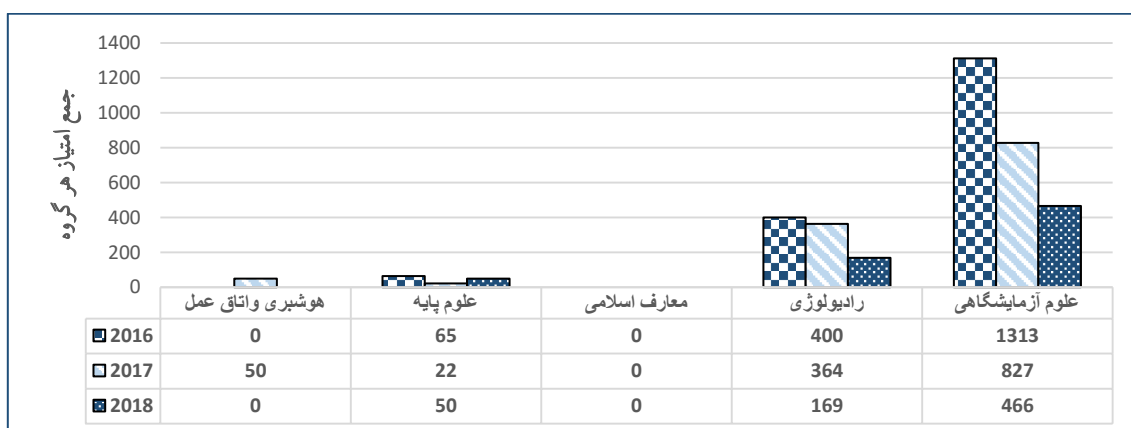 1400
1200
1000
800
600
400
200
0
جمع امتیاز هر گروه
هوشبری واتاق عمل علوم پایه معارف اسلامی رادیولوژی علوم آزمایشگاهی
2016 0 65 0 400 1313
2017 50 22 0 364 827
2018 0 50 0 169 466